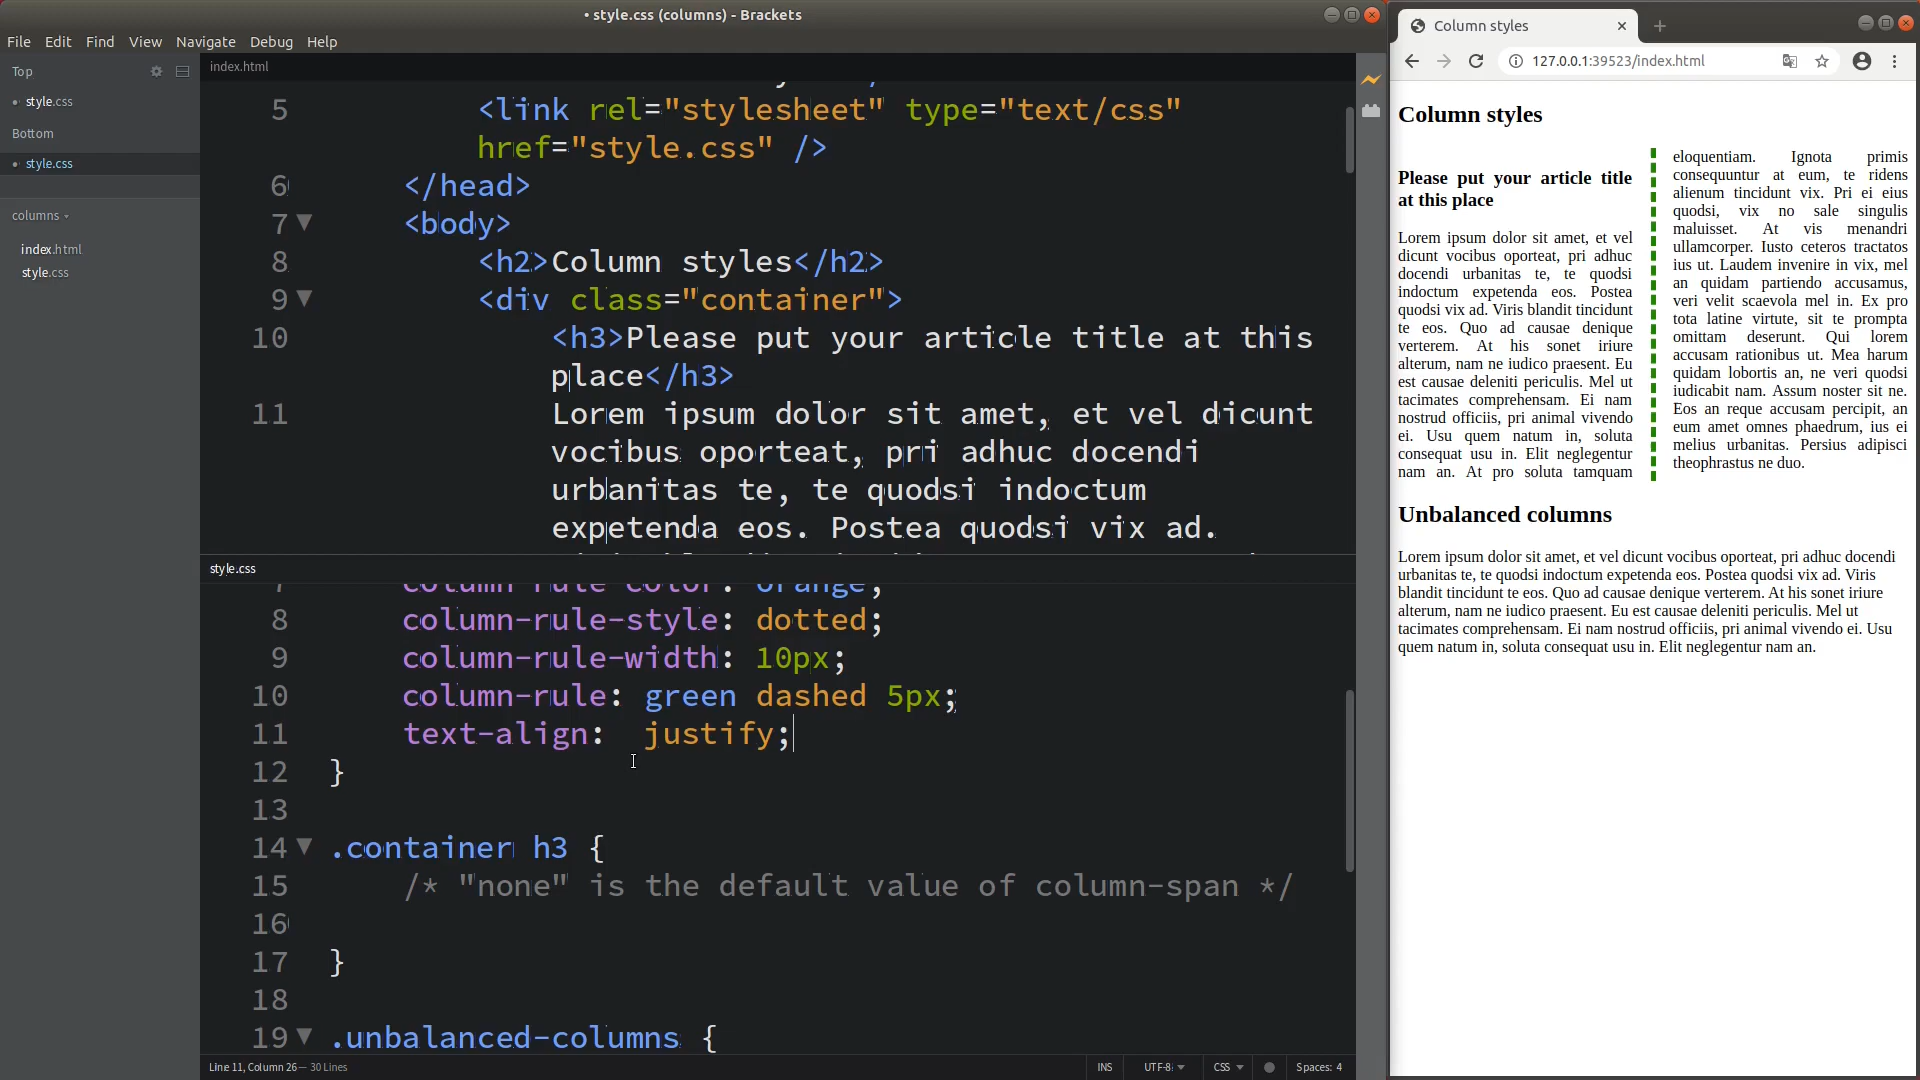 • style.css (columns) - Brackets
File Edit Find View Navigate Debug Help
Top
• style.css
Bottom
• style.css
columns
index.html
style.css
index.html
5 <link rel="stylesheet" type="text/css"
href="style.css" />
6 </head>
7 <body>
8 <h2>Column styles</h2>
9 <div class="container">
10 <h3>Please put your article title at this
place</h3>
11 Lorem ipsum dolor sit amet, et vel dicunt
vocibus oporteat, pri adhuc docendi
urbanitas te, te quodsi indoctum
expetenda eos. Postea quodsi vix ad.
style.css
7 column-rule-color: orange;
8 column-rule-style: dotted;
9 column-rule-width: 10px;
10 column-rule: green dashed 5px;
11 text-align:  justify;
12 }
13
14 .container h3 {
15 /* "none" is the default value of column-span */
16
17 }
18
19 .unbalanced-columns {
Line 11, Column 26 — 30 Lines
INS UTF-8 CSS Spaces: 4
Column styles
127.0.0.1:39523/index.html
Column styles
Please put your article title
at this place
Lorem ipsum dolor sit amet, et vel
dicunt vocibus oporteat, pri adhuc
docendi urbanitas te, te quodsi
indoctum expetenda eos. Postea
quodsi vix ad. Viris blandit tincidunt
te eos. Quo ad causae denique
verterem. At his sonet iriure
alterum, nam ne iudico praesent. Eu
est causae deleniti periculis. Mel ut
tacimates comprehensam. Ei nam
nostrud officiis, pri animal vivendo
ei. Usu quem natum in, soluta
consequat usu in. Elit neglegentur
nam an. At pro soluta tamquam
eloquentiam. Ignota primis
consequuntur at eum, te ridens
alienum tincidunt vix. Pri ei eius
quodsi, vix no sale singulis
maluisset. At vis menandri
ullamcorper. Iusto ceteros tractatos
ius ut. Laudem invenire in vix, mel
an quidam partiendo accusamus,
veri velit scaevola mel in. Ex pro
tota latine virtute, sit te prompta
omittam deserunt. Qui lorem
accusam rationibus ut. Mea harum
quidam lobortis an, ne veri quodsi
iudicabit nam. Assum noster sit ne.
Eos an reque accusam percipit, an
eum amet omnes phaedrum, ius ei
melius urbanitas. Persius adipisci
theophrastus ne duo.
Unbalanced columns
Lorem ipsum dolor sit amet, et vel dicunt vocibus oporteat, pri adhuc docendi
urbanitas te, te quodsi indoctum expetenda eos. Postea quodsi vix ad. Viris
blandit tincidunt te eos. Quo ad causae denique verterem. At his sonet iriure
alterum, nam ne iudico praesent. Eu est causae deleniti periculis. Mel ut
tacimates comprehensam. Ei nam nostrud officiis, pri animal vivendo ei. Usu
quem natum in, soluta consequat usu in. Elit neglegentur nam an.